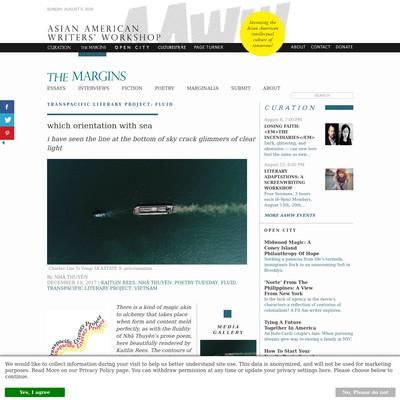 SUNDAY, AUGUST 5, 2018
ASIAN AMERICAN
WRITERS' WORKSHOP
Inventing the
Asian American
intellectual
culture of
tomorrow!
CURATION THE MARGINS OPEN CITY CULTURESTRIKE PAGE TURNER
AAWW
THE MARGINS
ESSAYS INTERVIEWS FICTION POETRY MARGINALIA SUBMIT ABOUT
TRANSPACIFIC LITERARY PROJECT: FLUID
which orientation with sea
i have seen the line at the bottom of sky crack glimmers of clear
light
Charles Lim Yi Yong/ SEASTATE 9: proclamation
By NHÃ THUYÊN
DECEMBER 13, 2017 | KAITLIN REES, NHÃ THUYÊN, POETRY TUESDAY, FLUID,
TRANSPACIFIC LITERARY PROJECT, VIETNAM
Transpacific Literary Project
There is a kind of magic akin
to alchemy that takes place
when form and content meld
perfectly, as with the fluidity
of Nhã Thuyên's prose poem,
here beautifully rendered by
Kaitlin Rees. The contours of
MEDIA
GALLERY
CURATION
August 8, 7:00 PM
LOSING FAITH:
<EM>THE
INCENDIARIES</EM>
Dark, glittering, and
obsessive — can new love
heal the same as new...
August 13, 6:00 PM
LITERARY
ADAPTATIONS: A
SCREENWRITING
WORKSHOP
Four Sessions, 3 hours
each (6-9pm) Mondays,
August 13th, 20th,...
MORE AAWW EVENTS
OPEN CITY
Midwood Magic: A
Coney Island
Philanthropy Of Hope
Seeking a panacea from life's turmoils,
immigrants flock to an unassuming
in Brooklyn.
'Norte' From The
Philippines: A View
From New York
Is the lack of agency in the movie's
characters a reflection of colonialism?
A Fil-Am writer explores.
Tying A Future
Together In America
An Indo-Carib couple's tale: When pursuing
dreams give way to raising a family in NYC
How To Start Your
We would like to collect information during your visit to help us better understand site use. This data is anonymized, and will not be used for marketing
purposes. Read More on our Privacy Policy page. You can withdraw permission at any time or update your privacy settings here. Please choose below to
continue.
Yes, I agree
No, Please do not